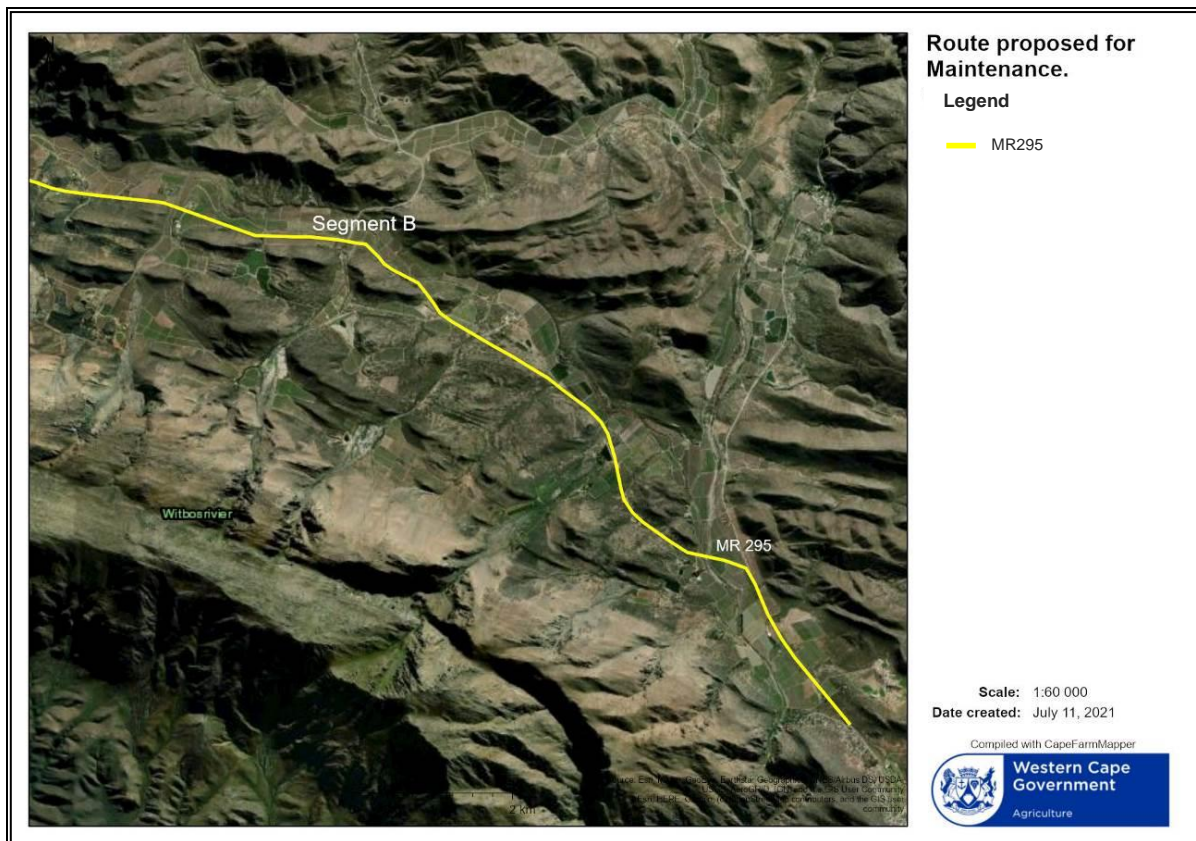 Route proposed for
Maintenance.
Legend
MR295
Segment B
Witbosrivier
MR 295
Scale: 1:60 000
Date created: July 11, 2021
Compiled with CapeFarmMapper
Western Cape
Government
Agriculture
2 km
community